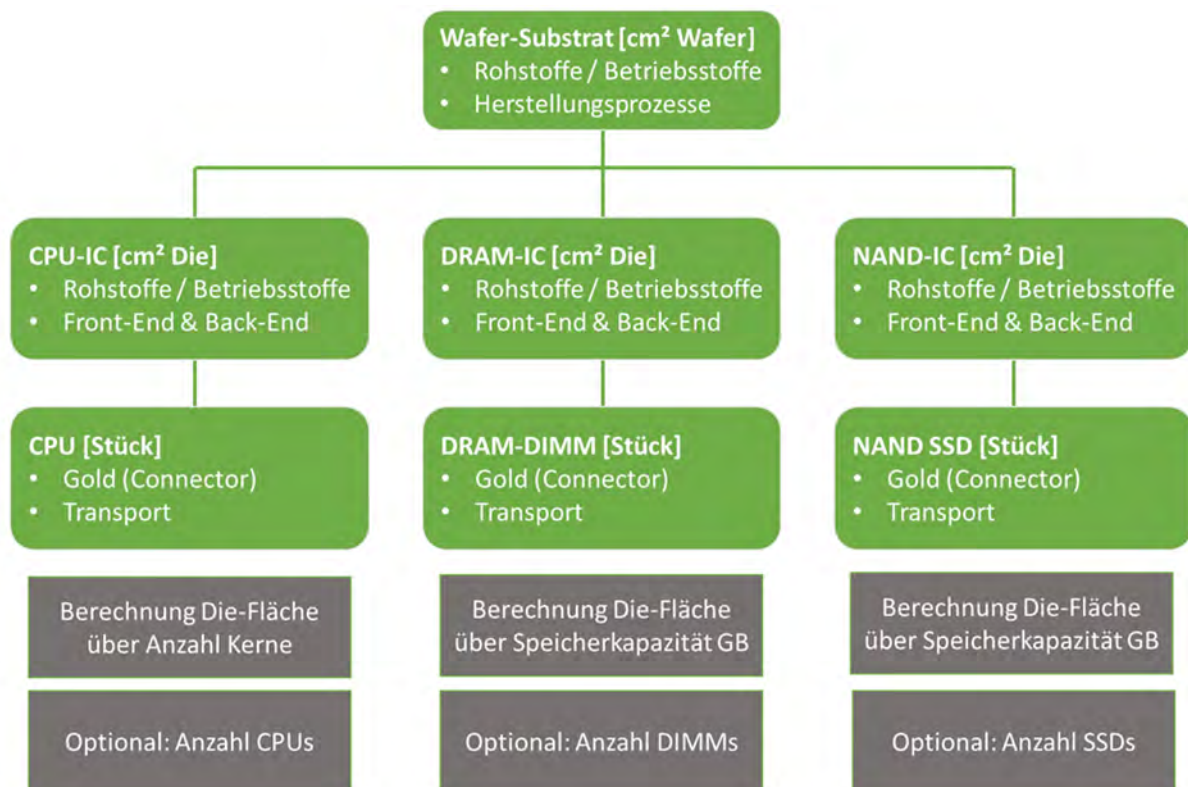 Wafer-Substrat [cm² Wafer]
• Rohstoffe / Betriebsstoffe
• Herstellungsprozesse
CPU-IC [cm² Die]
• Rohstoffe / Betriebsstoffe
• Front-End & Back-End
DRAM-IC [cm² Die]
• Rohstoffe / Betriebsstoffe
• Front-End & Back-End
NAND-IC [cm² Die]
• Rohstoffe / Betriebsstoffe
• Front-End & Back-End
CPU [Stück]
• Gold (Connector)
• Transport
DRAM-DIMM [Stück]
• Gold (Connector)
• Transport
NAND SSD [Stück]
• Gold (Connector)
• Transport
Berechnung Die-Fläche
über Anzahl Kerne
Berechnung Die-Fläche
über Speicherkapazität GB
Berechnung Die-Fläche
über Speicherkapazität GB
Optional: Anzahl CPUs
Optional: Anzahl DIMMs
Optional: Anzahl SSDs